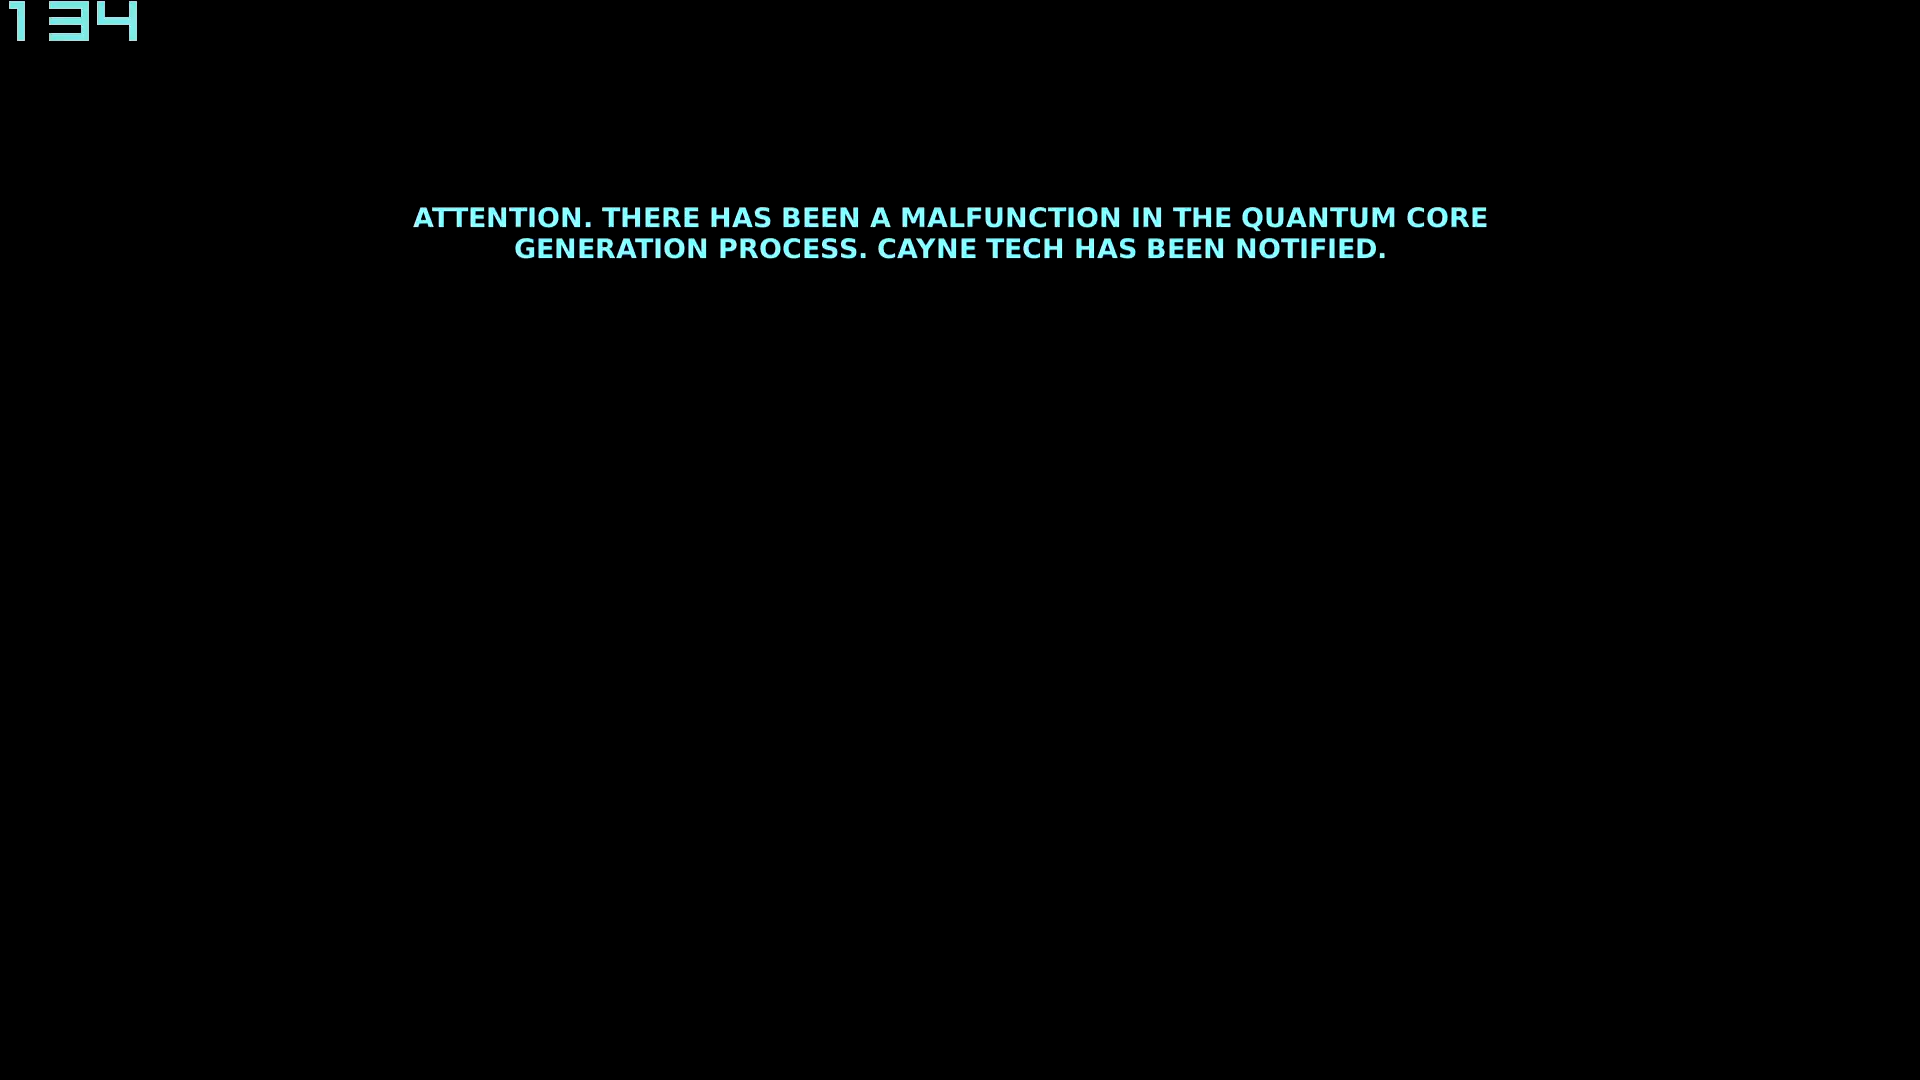 134
ATTENTION. THERE HAS BEEN A MALFUNCTION IN THE QUANTUM CORE
GENERATION PROCESS. CAYNE TECH HAS BEEN NOTIFIED.